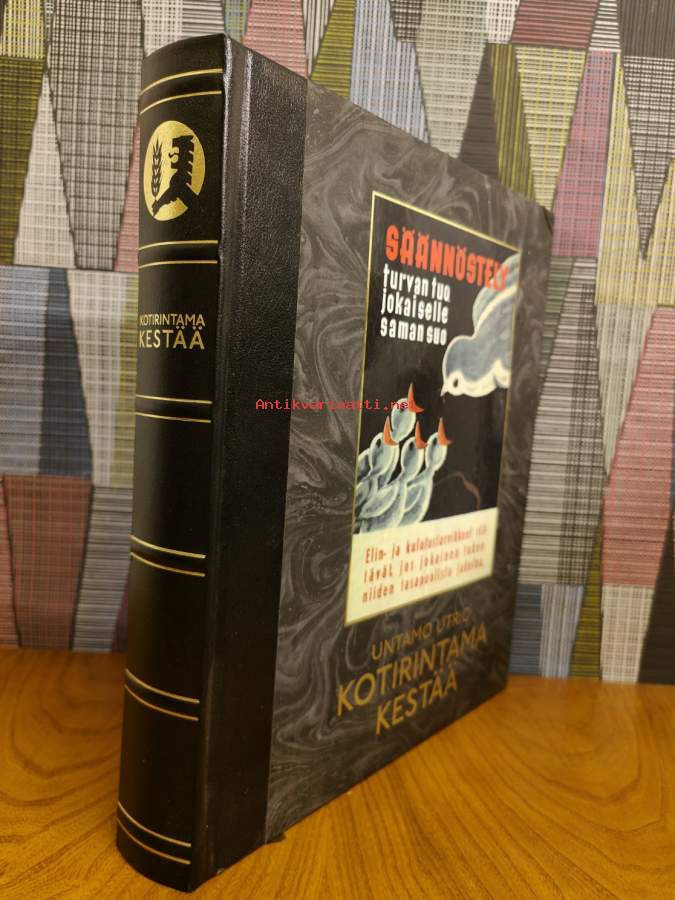 KOTIRINTAMA
KESTÄÄ
SÄÄNNÖSTELY
turvan tuo
jokaiselle
saman suo
Antikvariaatti.net
Elin- ja kulutustarvikkeet riit-
tävät, jos jokainen tukee
niiden tasapuolista jakelua.
UNTAMO UTRIO
KOTIRINTAMA
KESTÄÄ